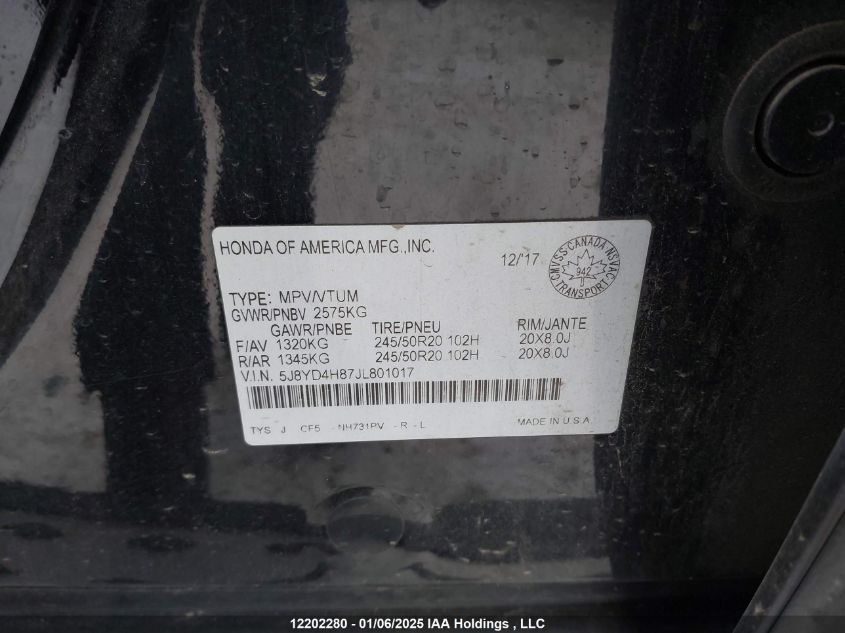 HONDA OF AMERICA MFG.,INC.
12/'17
CMVSS·CANADA·NSVAC
942
TRANSPORT
TYPE: MPV/VTUM
GVWR/PNBV 2575KG
GAWR/PNBE TIRE/PNEU RIM/JANTE
F/AV 1320KG 245/50R20 102H 20X8.0J
R/AR 1345KG 245/50R20 102H 20X8.0J
V.I.N. 5J8YD4H87JL801017
TYS J CF5 NH731PV - R - L
MADE IN U.S.A
12202280 - 01/06/2025 IAA Holdings , LLC